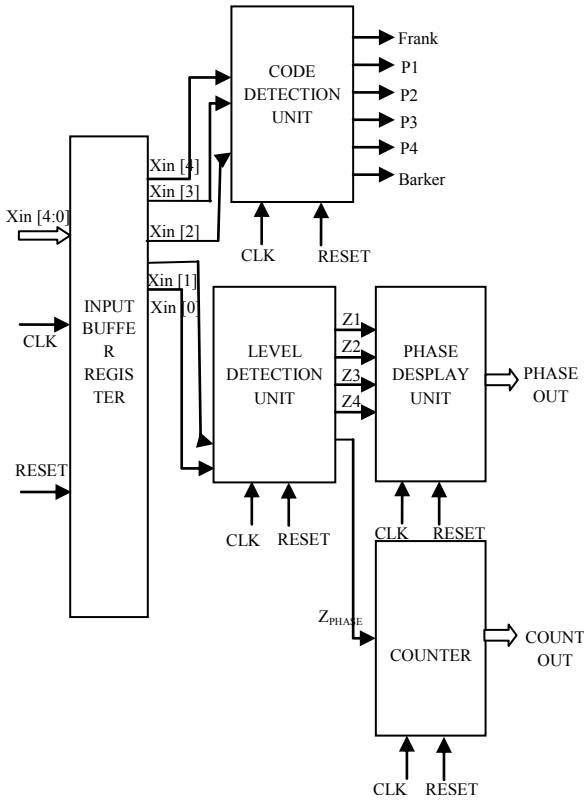 Frank
CODE
DETECTION
UNIT
P1
P2
P3
P4
Barker
Xin [4]
Xin [3]
Xin [2]
Xin [4:0]
CLK
RESET
Xin [1]
Xin [0]
INPUT
BUFFE
R
REGIS
TER
CLK
RESET
LEVEL
DETECTION
UNIT
Z1
Z2
Z3
Z4
PHASE
DESPLAY
UNIT
PHASE
OUT
CLK
RESET
CLK
RESET
ZPHASE
COUNTER
COUNT
OUT
CLK
RESET